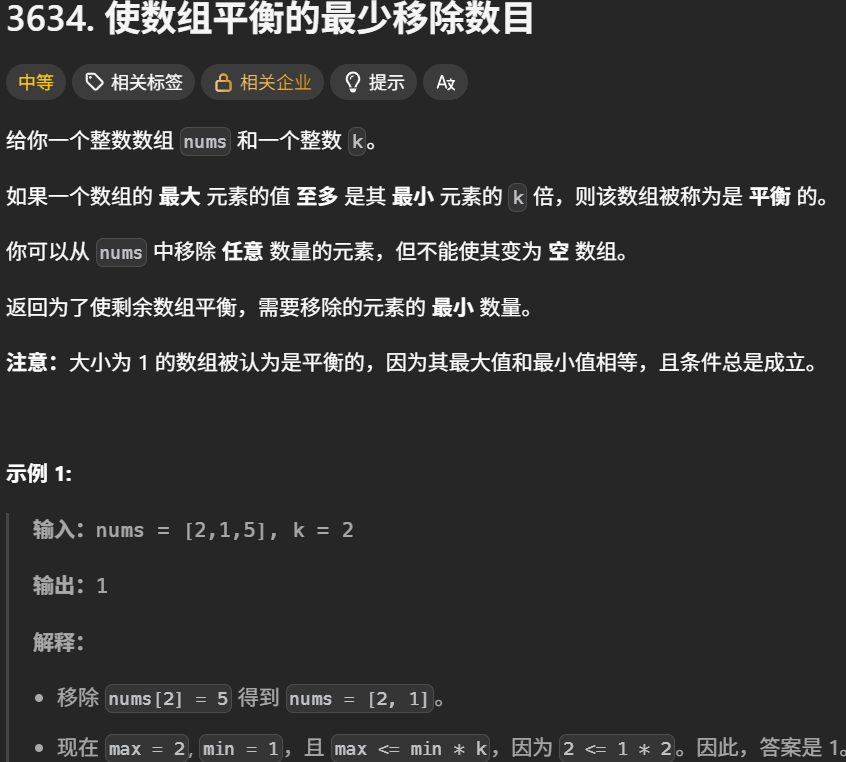 3634. 使数组平衡的最少移除数目
中等 相关标签 相关企业 提示 Az
给你一个整数数组 nums 和一个整数 k。
如果一个数组的 最大 元素的值 至多 是其 最小 元素的 k 倍，则该数组被称为是 平衡 的。
你可以从 nums 中移除 任意 数量的元素，但不能使其变为 空 数组。
返回为了使剩余数组平衡，需要移除的元素的 最小 数量。
注意：大小为 1 的数组被认为是平衡的，因为其最大值和最小值相等，且条件总是成立。
示例 1:
输入：nums = [2,1,5], k = 2
输出：1
解释：
• 移除 nums[2] = 5 得到 nums = [2, 1]。
• 现在 max = 2, min = 1，且 max <= min * k，因为 2 <= 1 * 2。因此，答案是 1。